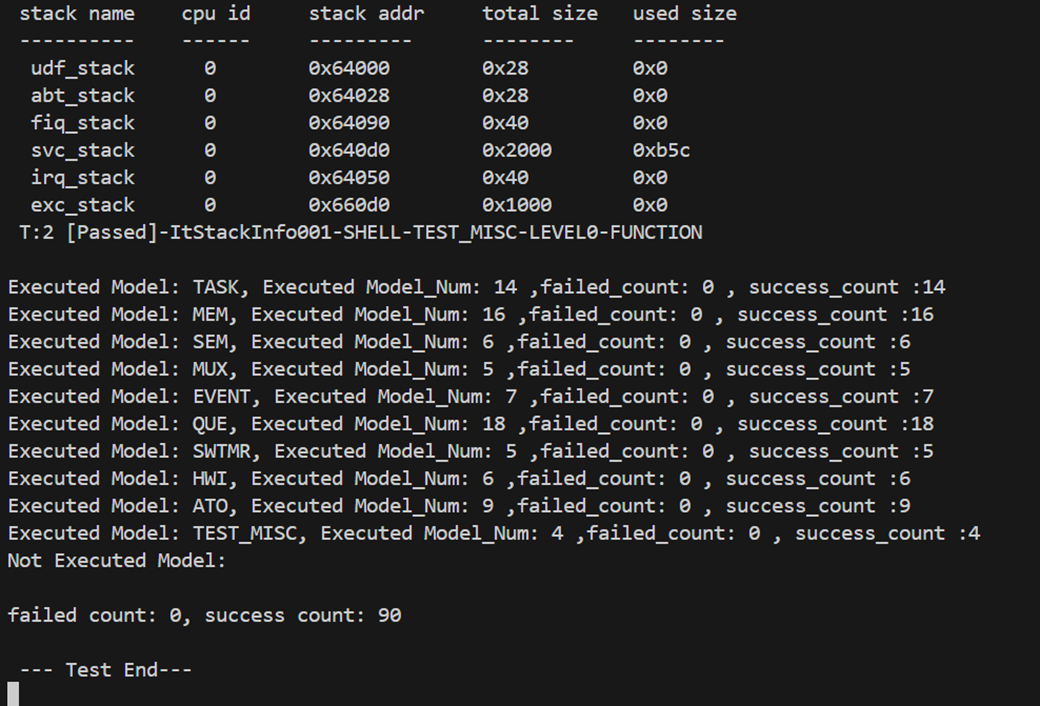 stack name    cpu id     stack addr     total size   used size
----------    ------     ---------      --------     --------
udf_stack      0        0x64000        0x28         0x0
abt_stack      0        0x64028        0x28         0x0
fiq_stack      0        0x64090        0x40         0x0
svc_stack      0        0x640d0        0x2000       0xb5c
irq_stack      0        0x64050        0x40         0x0
exc_stack      0        0x660d0        0x1000       0x0
T:2 [Passed]-ItStackInfo001-SHELL-TEST_MISC-LEVEL0-FUNCTION
Executed Model: TASK, Executed Model_Num: 14 ,failed_count: 0 , success_count :14
Executed Model: MEM, Executed Model_Num: 16 ,failed_count: 0 , success_count :16
Executed Model: SEM, Executed Model_Num: 6 ,failed_count: 0 , success_count :6
Executed Model: MUX, Executed Model_Num: 5 ,failed_count: 0 , success_count :5
Executed Model: EVENT, Executed Model_Num: 7 ,failed_count: 0 , success_count :7
Executed Model: QUE, Executed Model_Num: 18 ,failed_count: 0 , success_count :18
Executed Model: SWTMR, Executed Model_Num: 5 ,failed_count: 0 , success_count :5
Executed Model: HWI, Executed Model_Num: 6 ,failed_count: 0 , success_count :6
Executed Model: ATO, Executed Model_Num: 9 ,failed_count: 0 , success_count :9
Executed Model: TEST_MISC, Executed Model_Num: 4 ,failed_count: 0 , success_count :4
Not Executed Model:
failed count: 0, success count: 90
--- Test End---